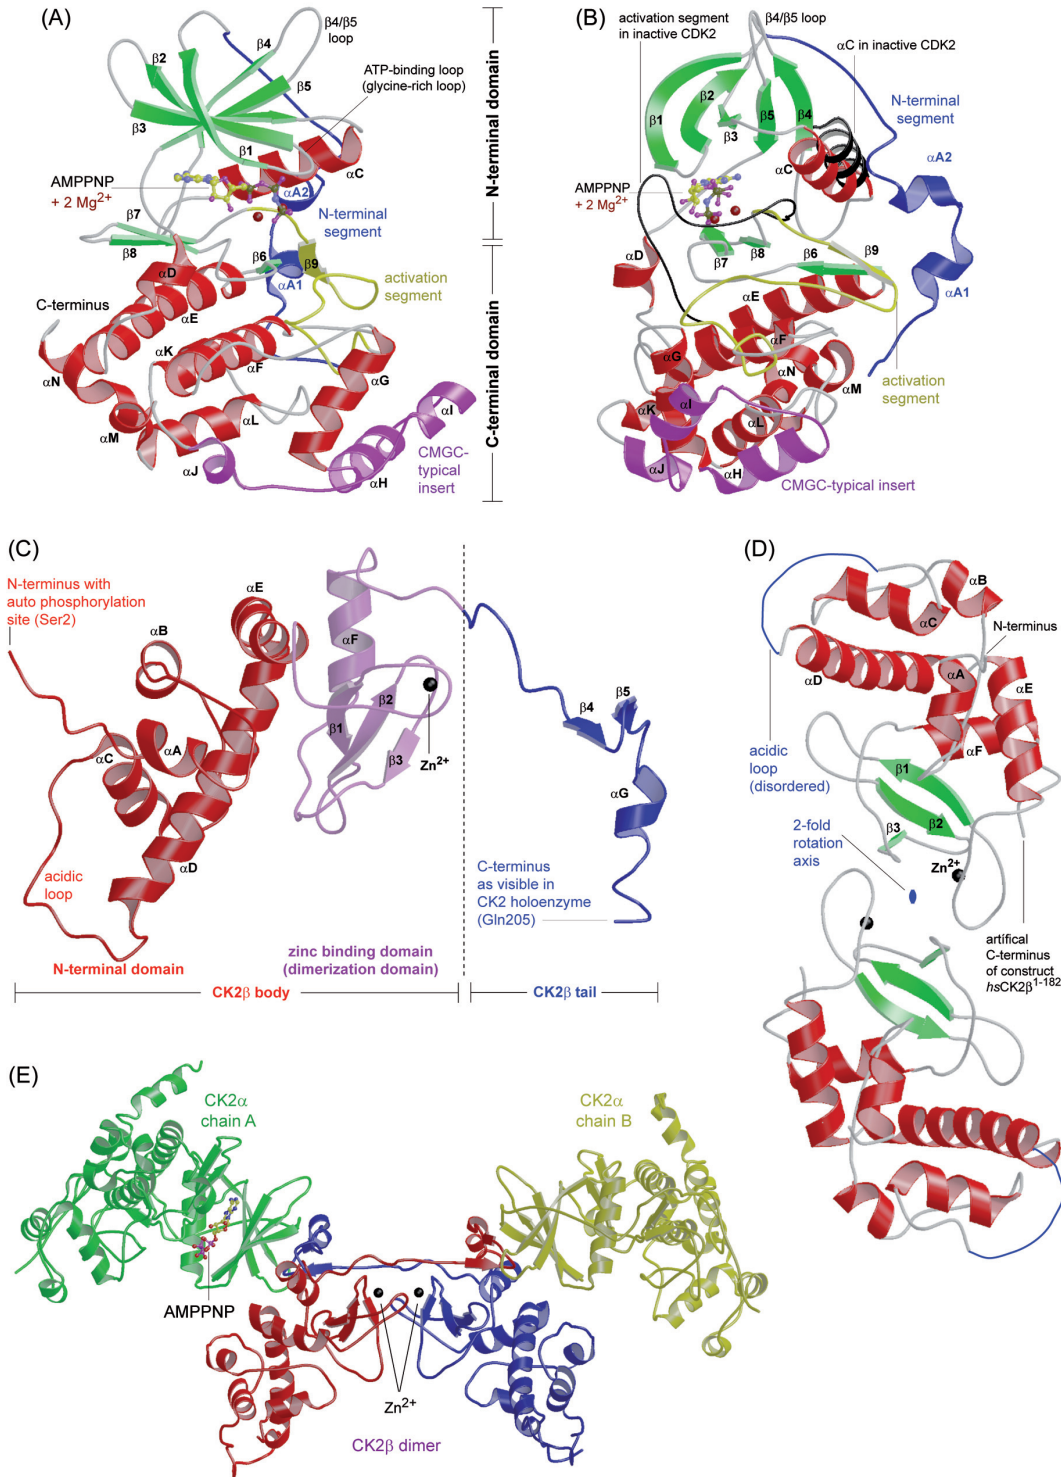 (A)
β4/β5
loop
β4
β2
ATP-binding loop
(glycine-rich loop)
β5
β3
β1
αC
AMPPNP
+ 2 Mg2+
αA2
N-terminal
segment
β7
β8
β6
β9
αD
αA1
activation
segment
C-terminus
αE
αK
αF
αN
αG
αI
αM
αL
αJ
αH
CMGC-
typical
insert
N-terminal domain
C-terminal domain
(B)
activation segment
in inactive CDK2
β4/β5 loop
αC in inactive CDK2
β2
β1
β3
β5
β4
N-terminal
segment
αC
αA2
AMPPNP
+ 2 Mg2+
αD
β7
β8
β6
β9
αA1
αE
αF
αG
αN
αM
activation
segment
αI
αK
αL
αJ
αH
CMGC-typical insert
(C)
N-terminus with
auto phosphorylation
site (Ser2)
αE
αB
αF
β2
β1
β3
Zn2+
αA
αC
αD
acidic
loop
β5
β4
αG
C-terminus
as visible in
CK2 holoenzyme
(Gln205)
zinc binding domain
(dimerization domain)
N-terminal domain
CK2β body
CK2β tail
(D)
αB
αC
N-terminus
αD
αA
αE
αF
acidic
loop
(disordered)
β1
β3
β2
2-fold
rotation
axis
Zn2+
artifical
C-terminus
of construct
hsCK2β1-182
(E)
CK2α
chain A
CK2α
chain B
AMPPNP
Zn2+
CK2β dimer